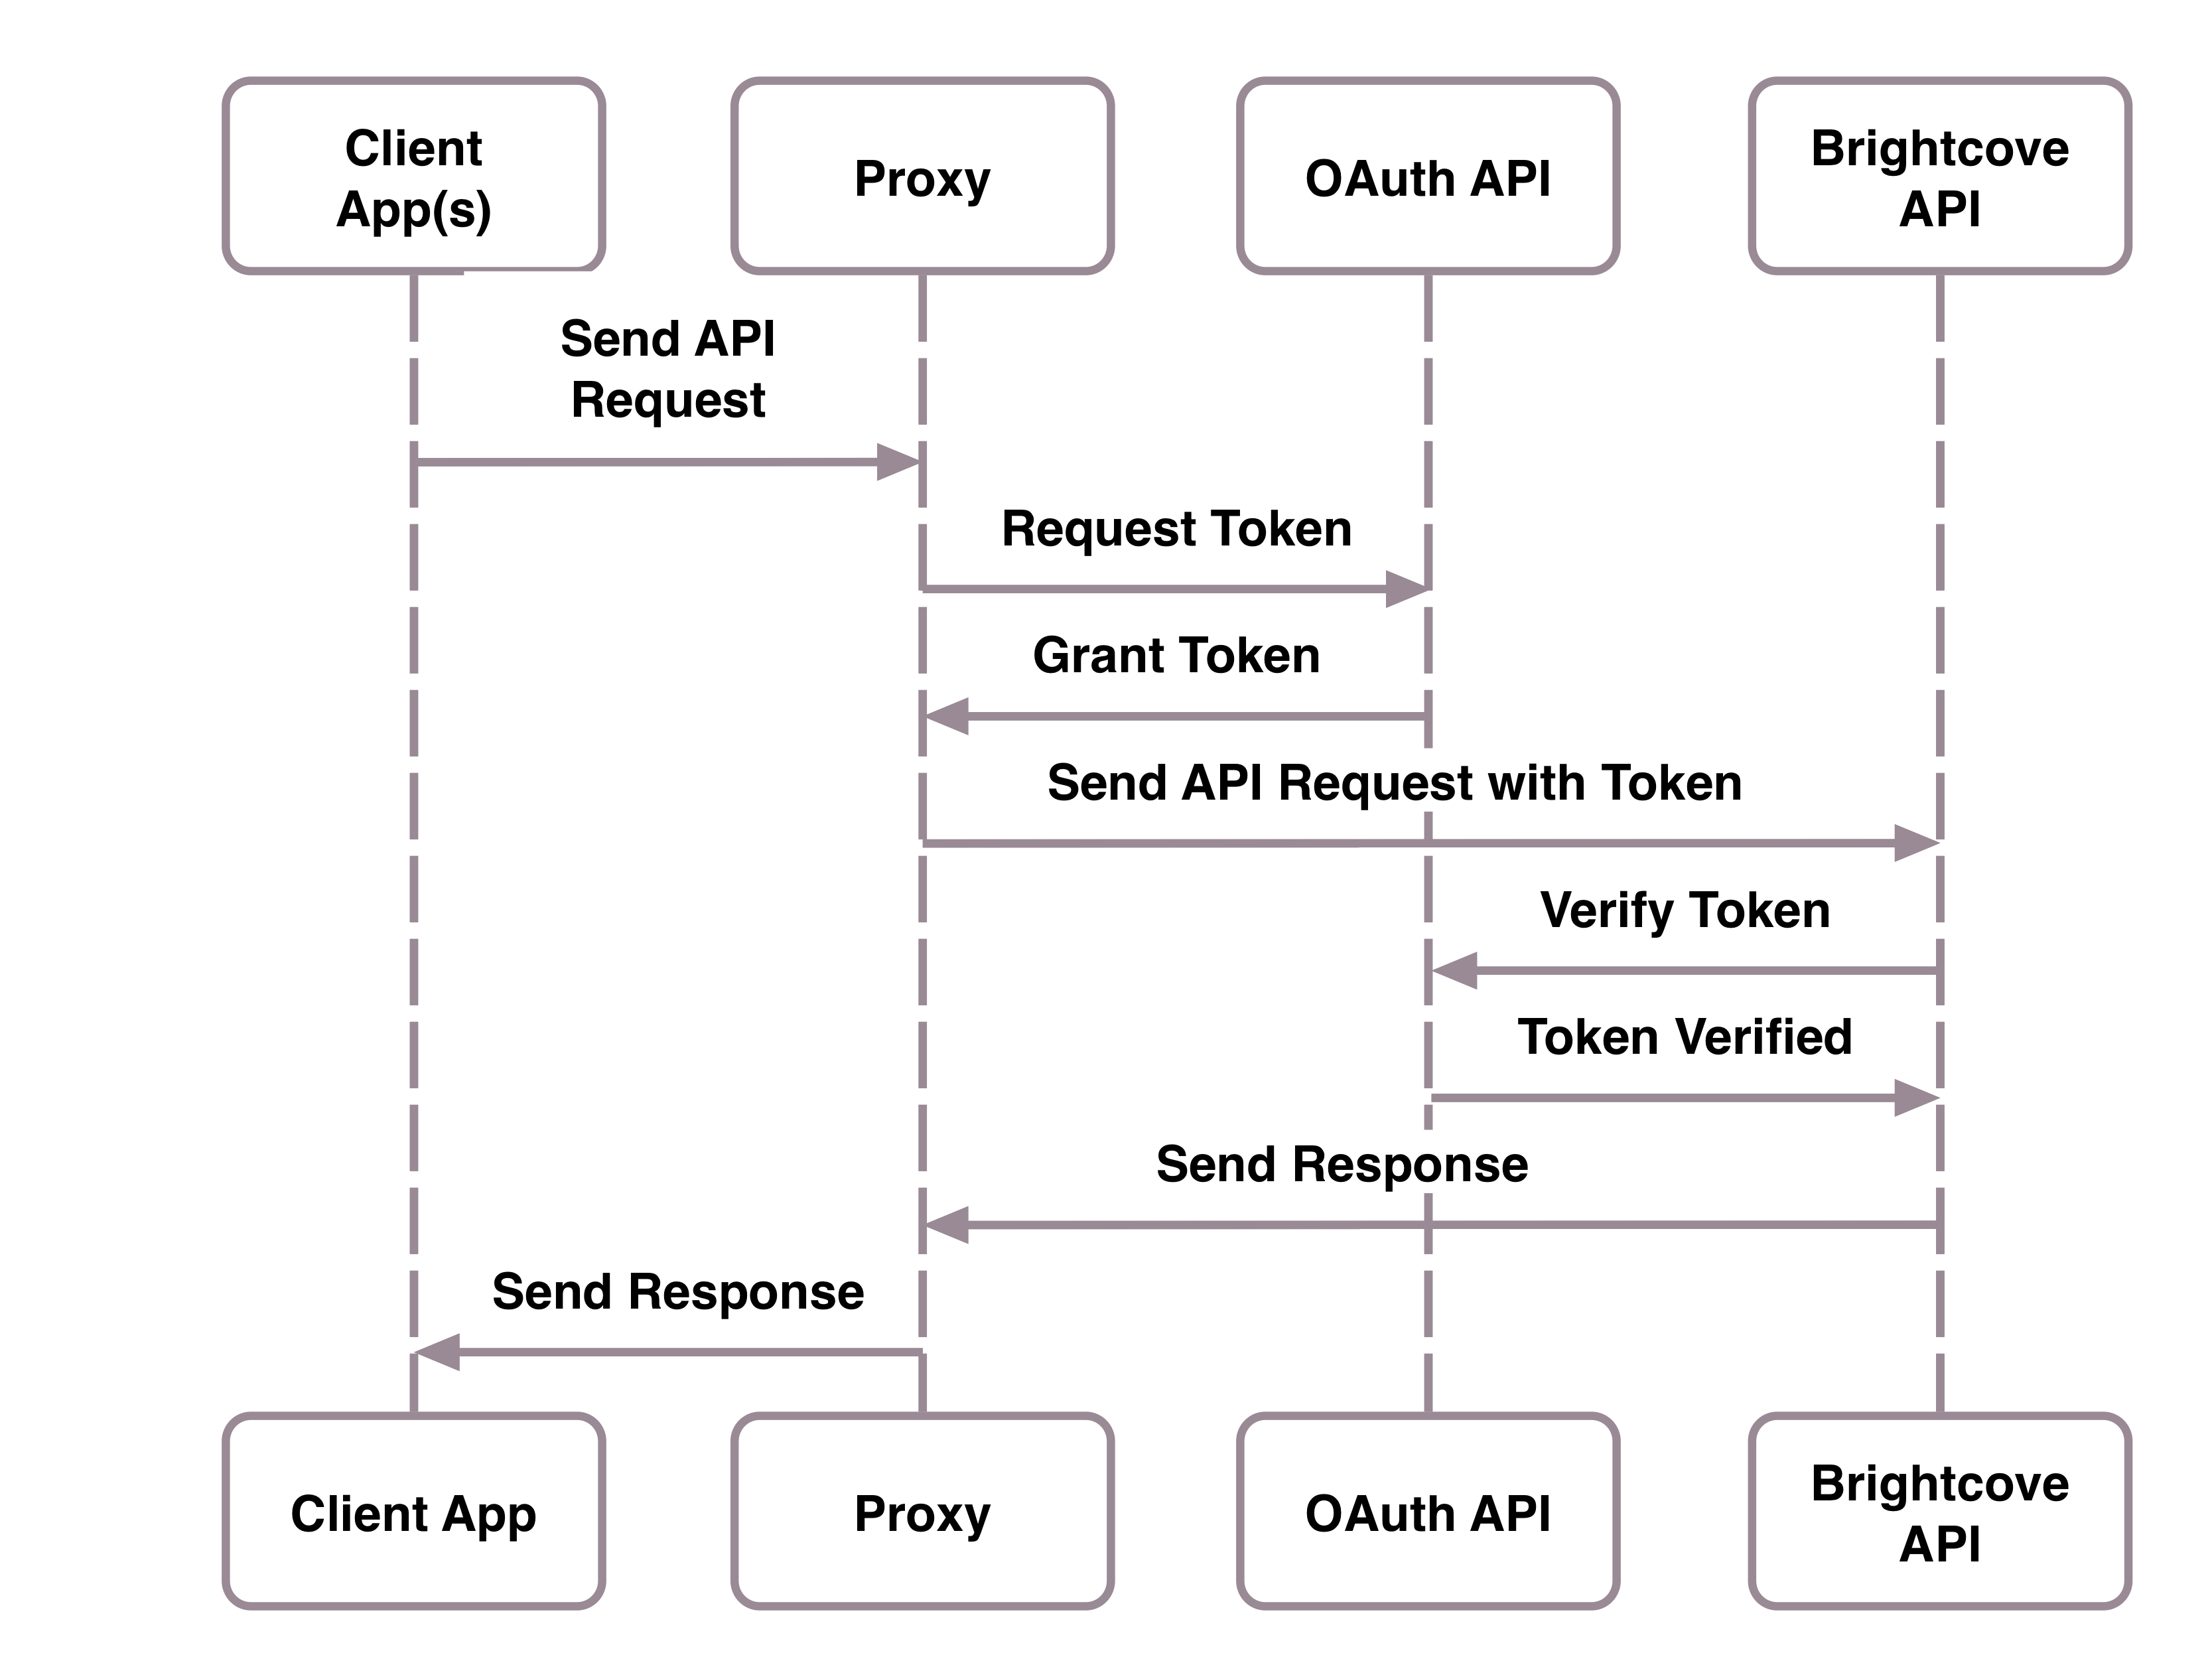 Client
App(s)
Proxy
OAuth API
Brightcove
API
Send API
Request
Request Token
Grant Token
Send API Request with Token
Verify Token
Token Verified
Send Response
Send Response
Client App
Proxy
OAuth API
Brightcove
API